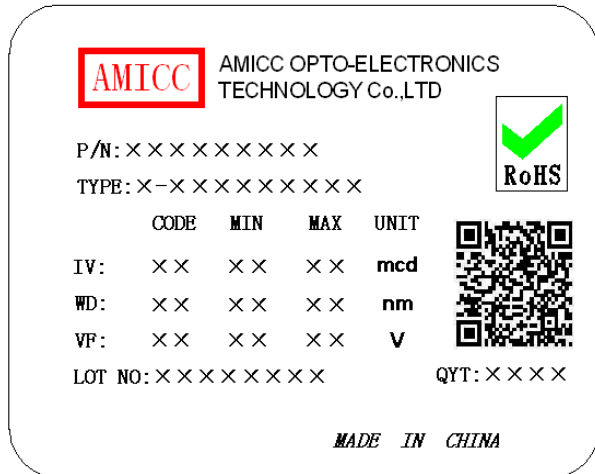 AMICC
AMICC OPTO-ELECTRONICS
TECHNOLOGY Co.,LTD
RoHS
P/N:×××××××××
TYPE:×-×××××××××
CODE MIN MAX UNIT
IV: ×× ×× ×× mcd
WD: ×× ×× ×× nm
VF: ×× ×× ×× V
LOT NO:×××××××× QYT:××××
MADE IN CHINA